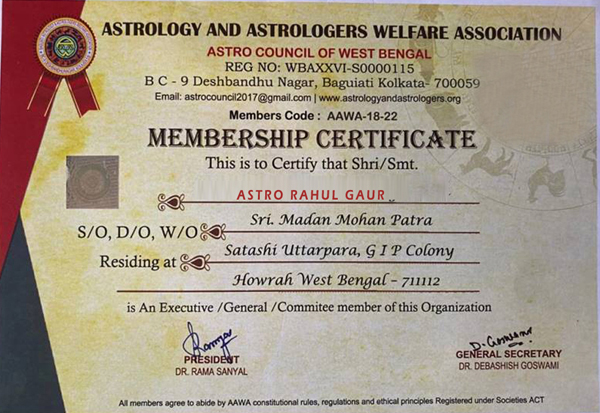 ASTROLOGY AND ASTROLOGERS WELFARE ASSOCIATION
ASTRO COUNCIL OF WEST BENGAL
REG NO: WBAXXVI-S0000115
B C - 9 Deshbandhu Nagar, Baguiati Kolkata- 700059
Email: astrocouncil2017@gmail.com | www.astrologyandastrologers.org
Members Code : AAWA-18-22
MEMBERSHIP CERTIFICATE
This is to Certify that Shri/Smt.
ASTRO RAHUL GAUR
Sri. Madan Mohan Patra
S/O, D/O, W/O
Satashi Uttarpara, G I P Colony
Residing at
Howrah West Bengal - 711112
is An Executive /General /Commitee member of this Organization
D. Goswami
PRESIDENT
DR. RAMA SANYAL
GENERAL SECRETARY
DR. DEBASHISH GOSWAMI
All members agree to abide by AAWA constitutional rules, regulations and ethical principles Registered under Societies ACT